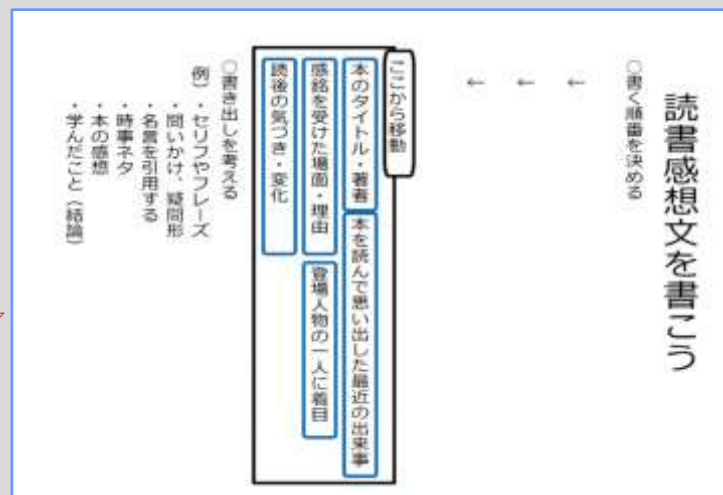 読書感想文を書こう
○書く順番を決める
←
←
←
ここから移動
本のタイトル・著者
本を読んで思い出した最近の出来事
感銘を受けた場面・理由
登場人物の一人に着目
読後の気づき・変化
○書き出しを考える
例）・セリフやフレーズ
・問いかけ、疑問形
・名言を引用する
・時事ネタ
・本の感想
・学んだこと（結論）